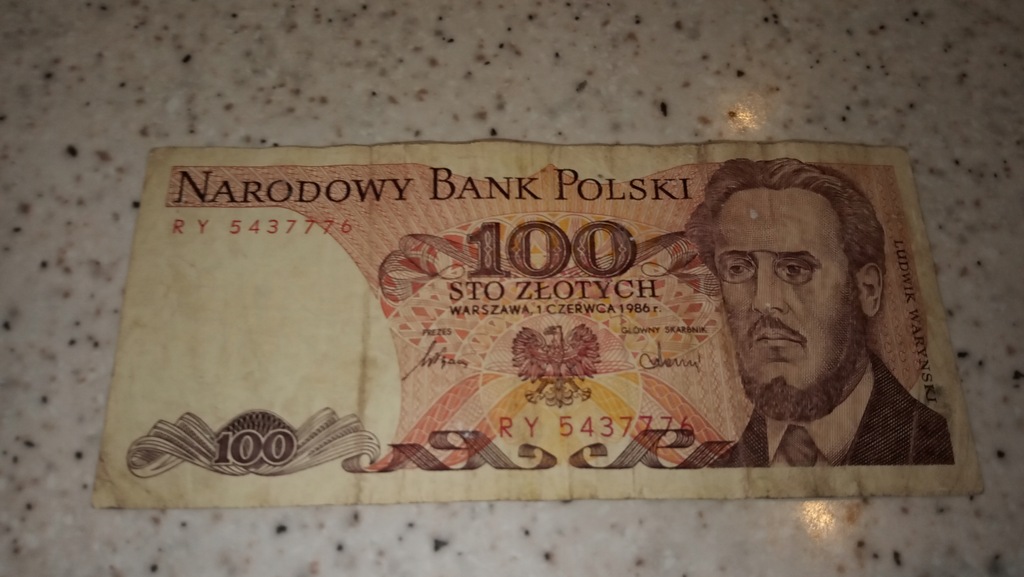 NARODOWY BANK POLSKI
RY 5437776
100
STO ZŁOTYCH
WARSZAWA, 1 CZERWCA 1986 r.
PREZES
GŁÓWNY SKARBNIK
RY 5437776
100
LUDWIK WARYŃSKI